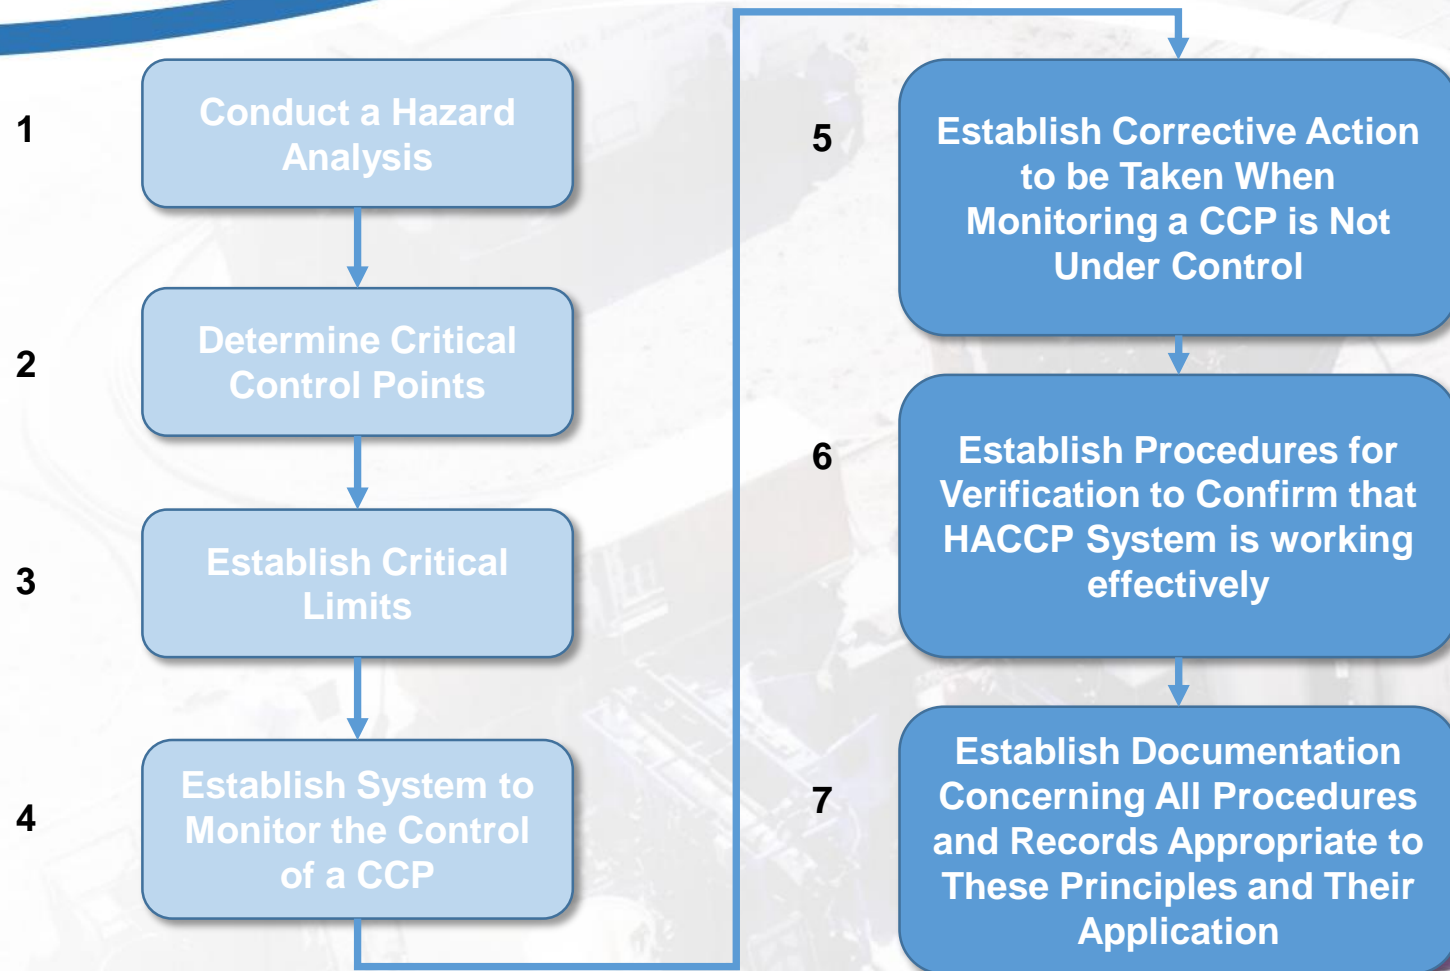 1
Conduct a Hazard
Analysis
2
Determine Critical
Control Points
3
Establish Critical
Limits
4
Establish System to
Monitor the Control
of a CCP
5
Establish Corrective Action
to be Taken When
Monitoring a CCP is Not
Under Control
6
Establish Procedures for
Verification to Confirm that
HACCP System is working
effectively
7
Establish Documentation
Concerning All Procedures
and Records Appropriate to
These Principles and Their
Application